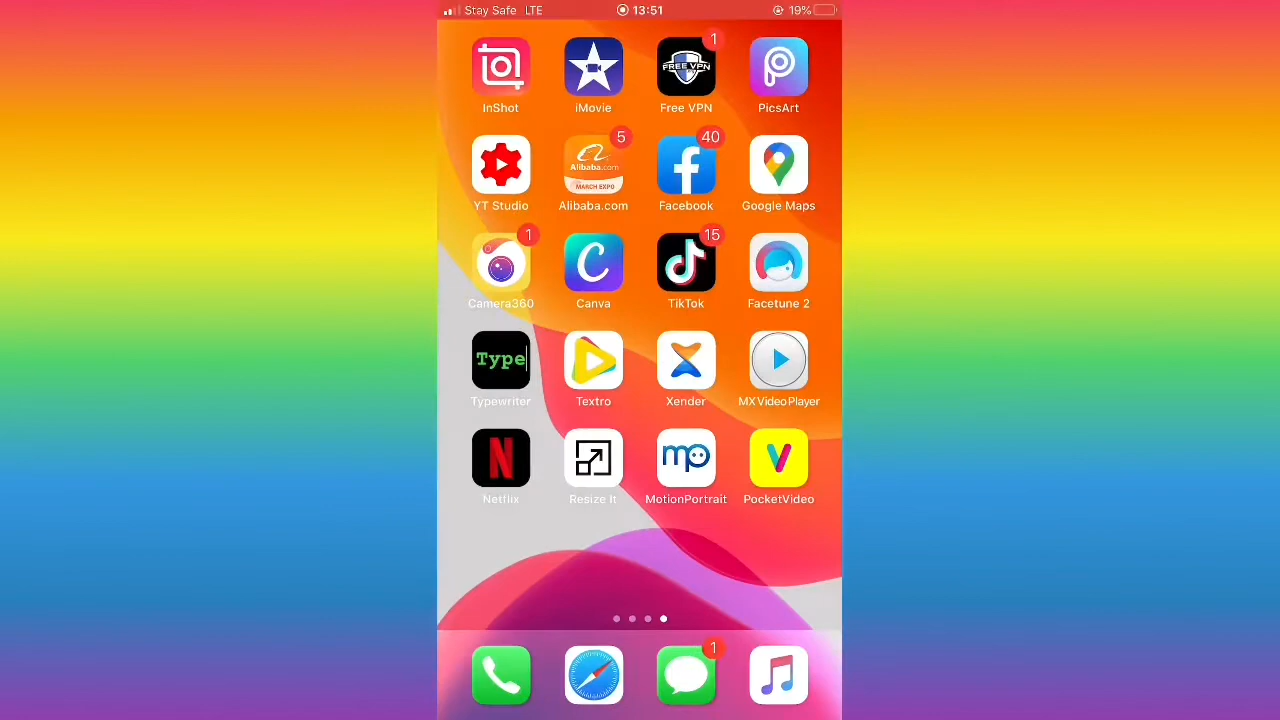 Stay Safe LTE 13:51 19%
1
FREE VPN
InShot iMovie Free VPN PicsArt
5 40
Alibaba.com
MARCH EXPO
YT Studio Alibaba.com Facebook Google Maps
1 15
Camera360 Canva TikTok Facetune 2
Type
Typewriter Textro Xender MXVideoPlayer
N mp
Netflix Resize It MotionPortrait PocketVideo
1